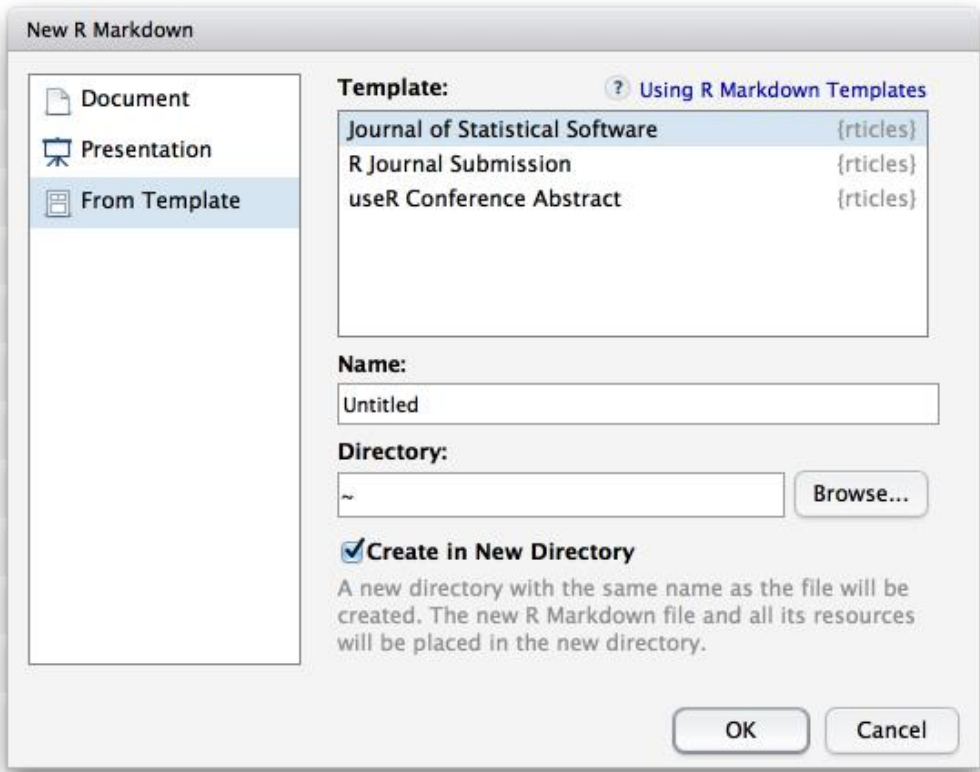 New R Markdown
Document
Presentation
From Template
Template:
? Using R Markdown Templates
Journal of Statistical Software {rticles}
R Journal Submission {rticles}
useR Conference Abstract {rticles}
Name:
Untitled
Directory:
~
Browse...
Create in New Directory
A new directory with the same name as the file will be
created. The new R Markdown file and all its resources
will be placed in the new directory.
OK
Cancel